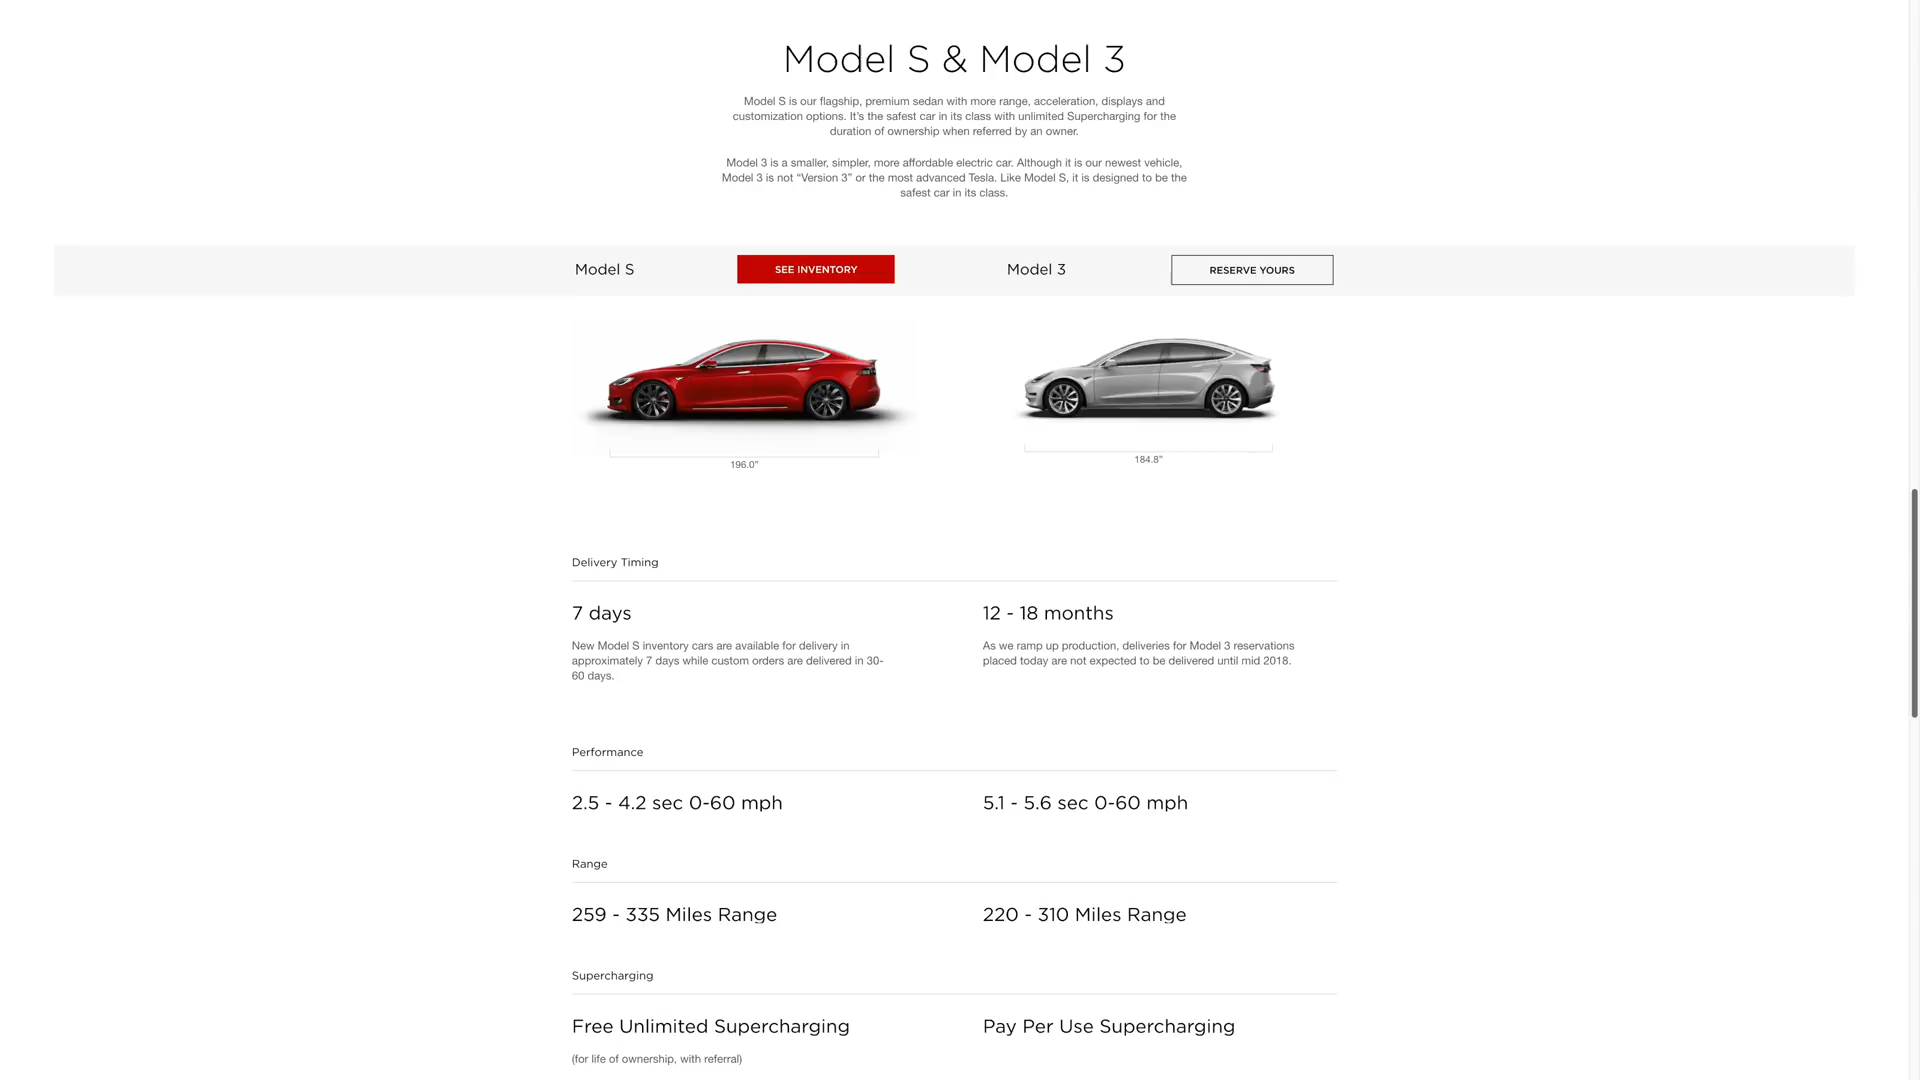 Model S & Model 3
Model S is our flagship, premium sedan with more range, acceleration, displays and
customization options. It’s the safest car in its class with unlimited Supercharging for the
duration of ownership when referred by an owner.
Model 3 is a smaller, simpler, more affordable electric car. Although it is our newest vehicle,
Model 3 is not “Version 3” or the most advanced Tesla. Like Model S, it is designed to be the
safest car in its class.
Model S
SEE INVENTORY
Model 3
RESERVE YOURS
196.0”
184.8”
Delivery Timing
7 days
New Model S inventory cars are available for delivery in
approximately 7 days while custom orders are delivered in 30-
60 days.
12 - 18 months
As we ramp up production, deliveries for Model 3 reservations
placed today are not expected to be delivered until mid 2018.
Performance
2.5 - 4.2 sec 0-60 mph
5.1 - 5.6 sec 0-60 mph
Range
259 - 335 Miles Range
220 - 310 Miles Range
Supercharging
Free Unlimited Supercharging
(for life of ownership, with referral)
Pay Per Use Supercharging